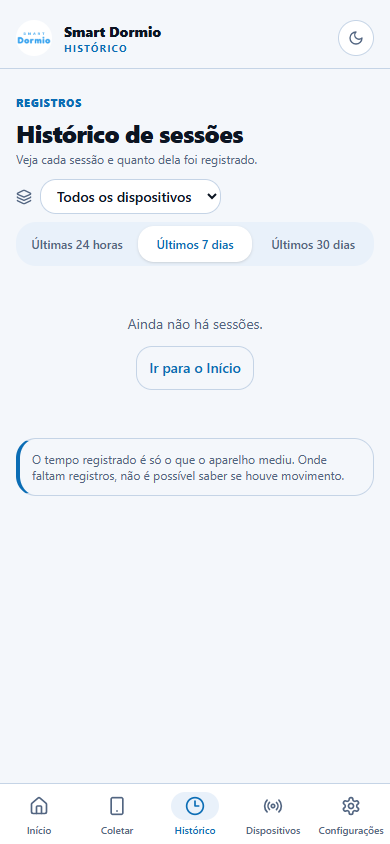 SMART
Dormio
Smart Dormio
HISTÓRICO
REGISTROS
Histórico de sessões
Veja cada sessão e quanto dela foi registrado.
Todos os dispositivos
Últimas 24 horas
Últimos 7 dias
Últimos 30 dias
Ainda não há sessões.
Ir para o Início
O tempo registrado é só o que o aparelho mediu. Onde
faltam registros, não é possível saber se houve movimento.
Início
Coletar
Histórico
Dispositivos
Configurações